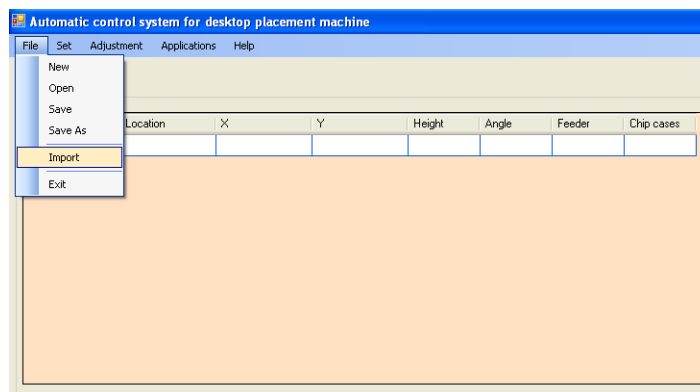 Automatic control system for desktop placement machine
File Set Adjustment Applications Help
New
Open
Save
Save As
Import
Exit
Location X Y Height Angle Feeder Chip cases